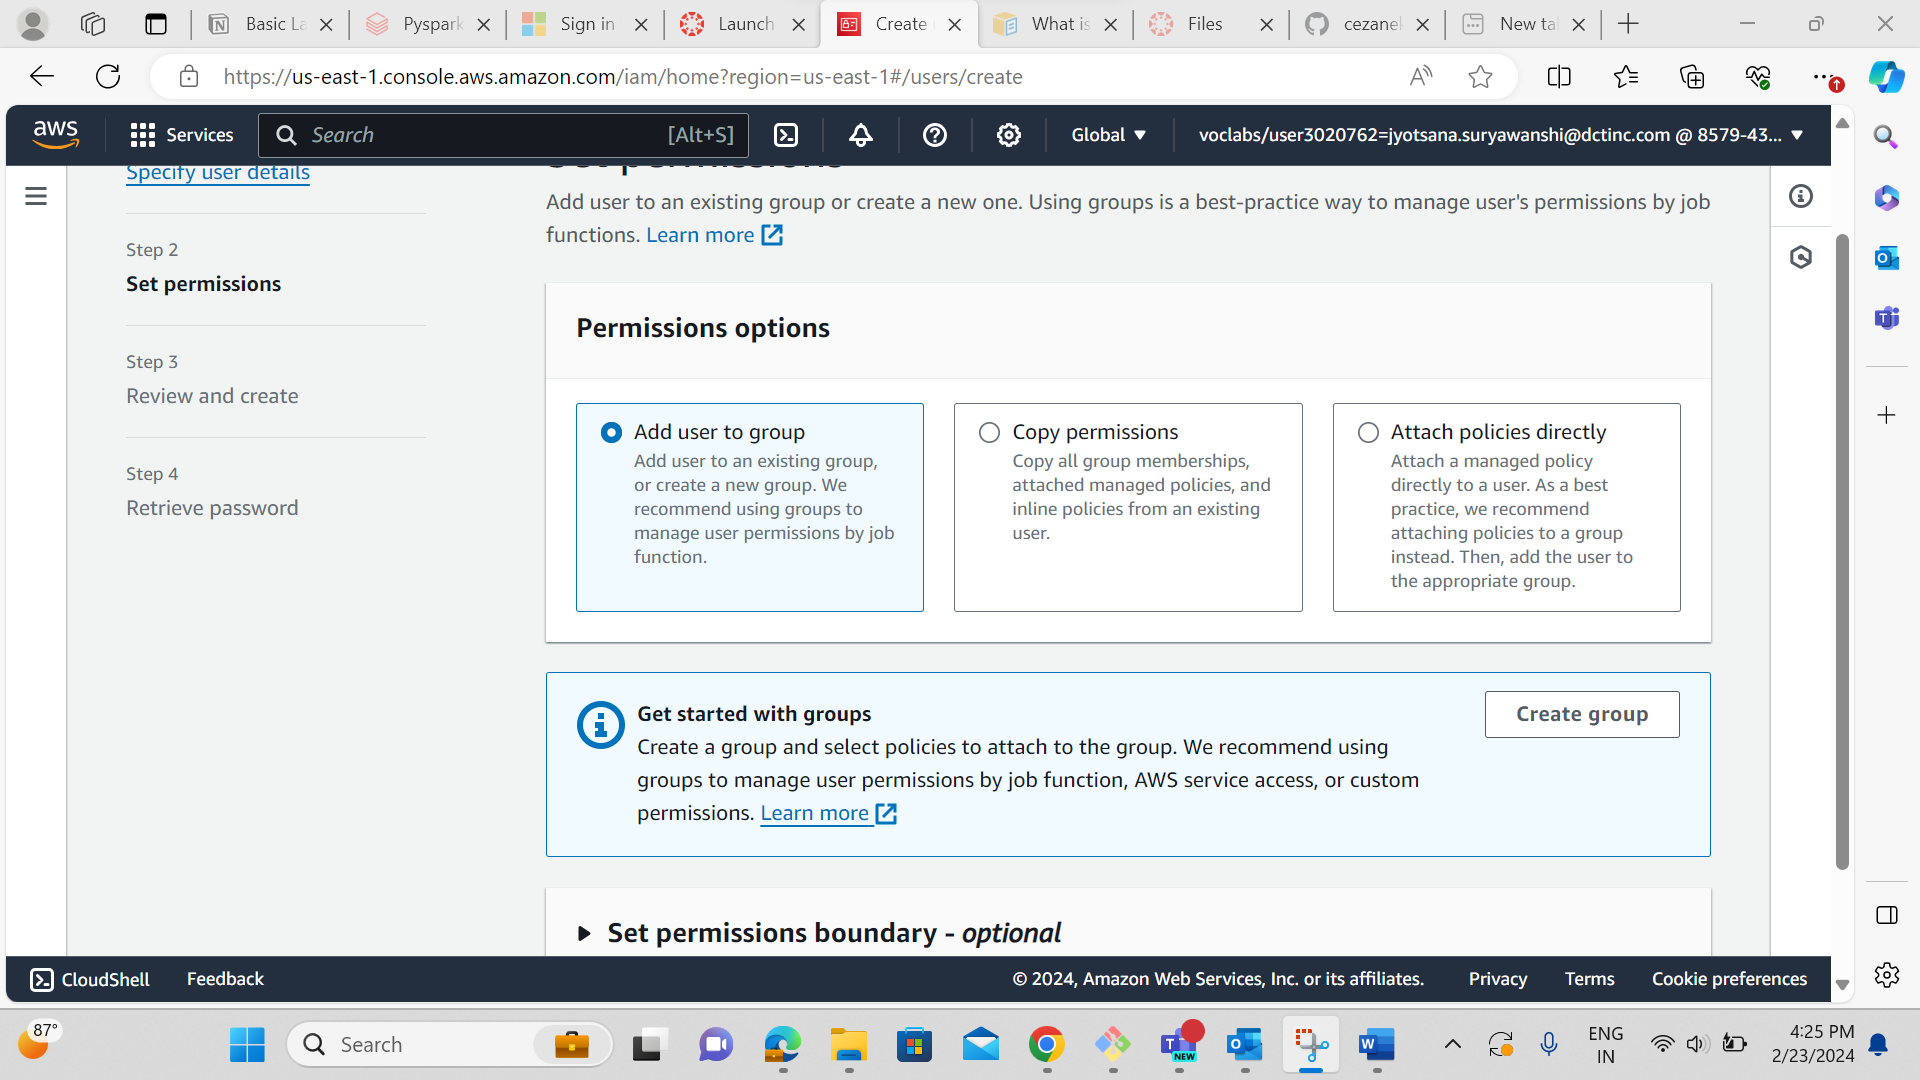 Basic La
Pyspark
Sign in
Launch
Create
What is
Files
cezanel
New tal
https://us-east-1.console.aws.amazon.com/iam/home?region=us-east-1#/users/create
aws
Services
Search
[Alt+S]
Global
voclabs/user3020762=jyotsana.suryawanshi@dctinc.com @ 8579-43...
Specify user details
Step 2
Set permissions
Step 3
Review and create
Step 4
Retrieve password
Set permissions
Add user to an existing group or create a new one. Using groups is a best-practice way to manage user's permissions by job
functions. Learn more
Permissions options
Add user to group
Add user to an existing group,
or create a new group. We
recommend using groups to
manage user permissions by job
function.
Copy permissions
Copy all group memberships,
attached managed policies, and
inline policies from an existing
user.
Attach policies directly
Attach a managed policy
directly to a user. As a best
practice, we recommend
attaching policies to a group
instead. Then, add the user to
the appropriate group.
Get started with groups
Create a group and select policies to attach to the group. We recommend using
groups to manage user permissions by job function, AWS service access, or custom
permissions. Learn more
Create group
Set permissions boundary - optional
CloudShell
Feedback
© 2024, Amazon Web Services, Inc. or its affiliates.
Privacy
Terms
Cookie preferences
87°
Search
NEW
ENG
IN
4:25 PM
2/23/2024